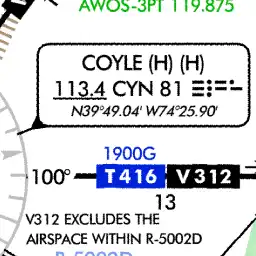 AWOS-3PT 119.875
COYLE (H) (H)
113.4 CYN 81
N39°49.04' W74°25.90'
1900G
100° T416 V312
13
V312 EXCLUDES THE
AIRSPACE WITHIN R-5002D
R-5002D